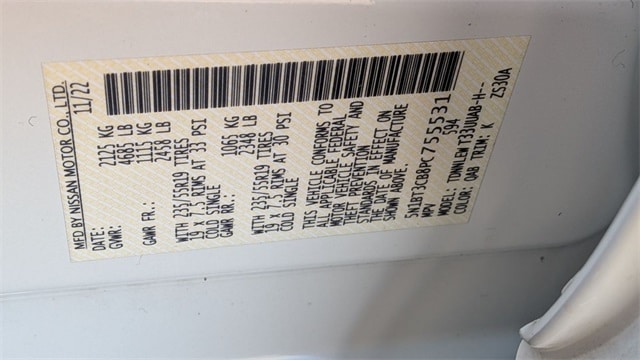 MFD BY NISSAN MOTOR CO., LTD.
DATE: 11/22
GVWR: 2125 KG
4685 LB
GAWR FR.: 1115 KG
2458 LB
WITH 235/55R19 TIRES
19 x 7.5 RIMS AT 33 PSI
COLD SINGLE
GAWR RR.: 1065 KG
2348 LB
WITH 235/55R19 TIRES
19 x 7.5 RIMS AT 30 PSI
COLD SINGLE
THIS VEHICLE CONFORMS TO
ALL APPLICABLE FEDERAL
MOTOR VEHICLE SAFETY AND
THEFT PREVENTION
STANDARDS IN EFFECT ON
THE DATE OF MANUFACTURE
SHOWN ABOVE.
5N1BT3CB8PC755531
MPV 594
MODEL:
COLOR: QAB TRIM: K ZS30A